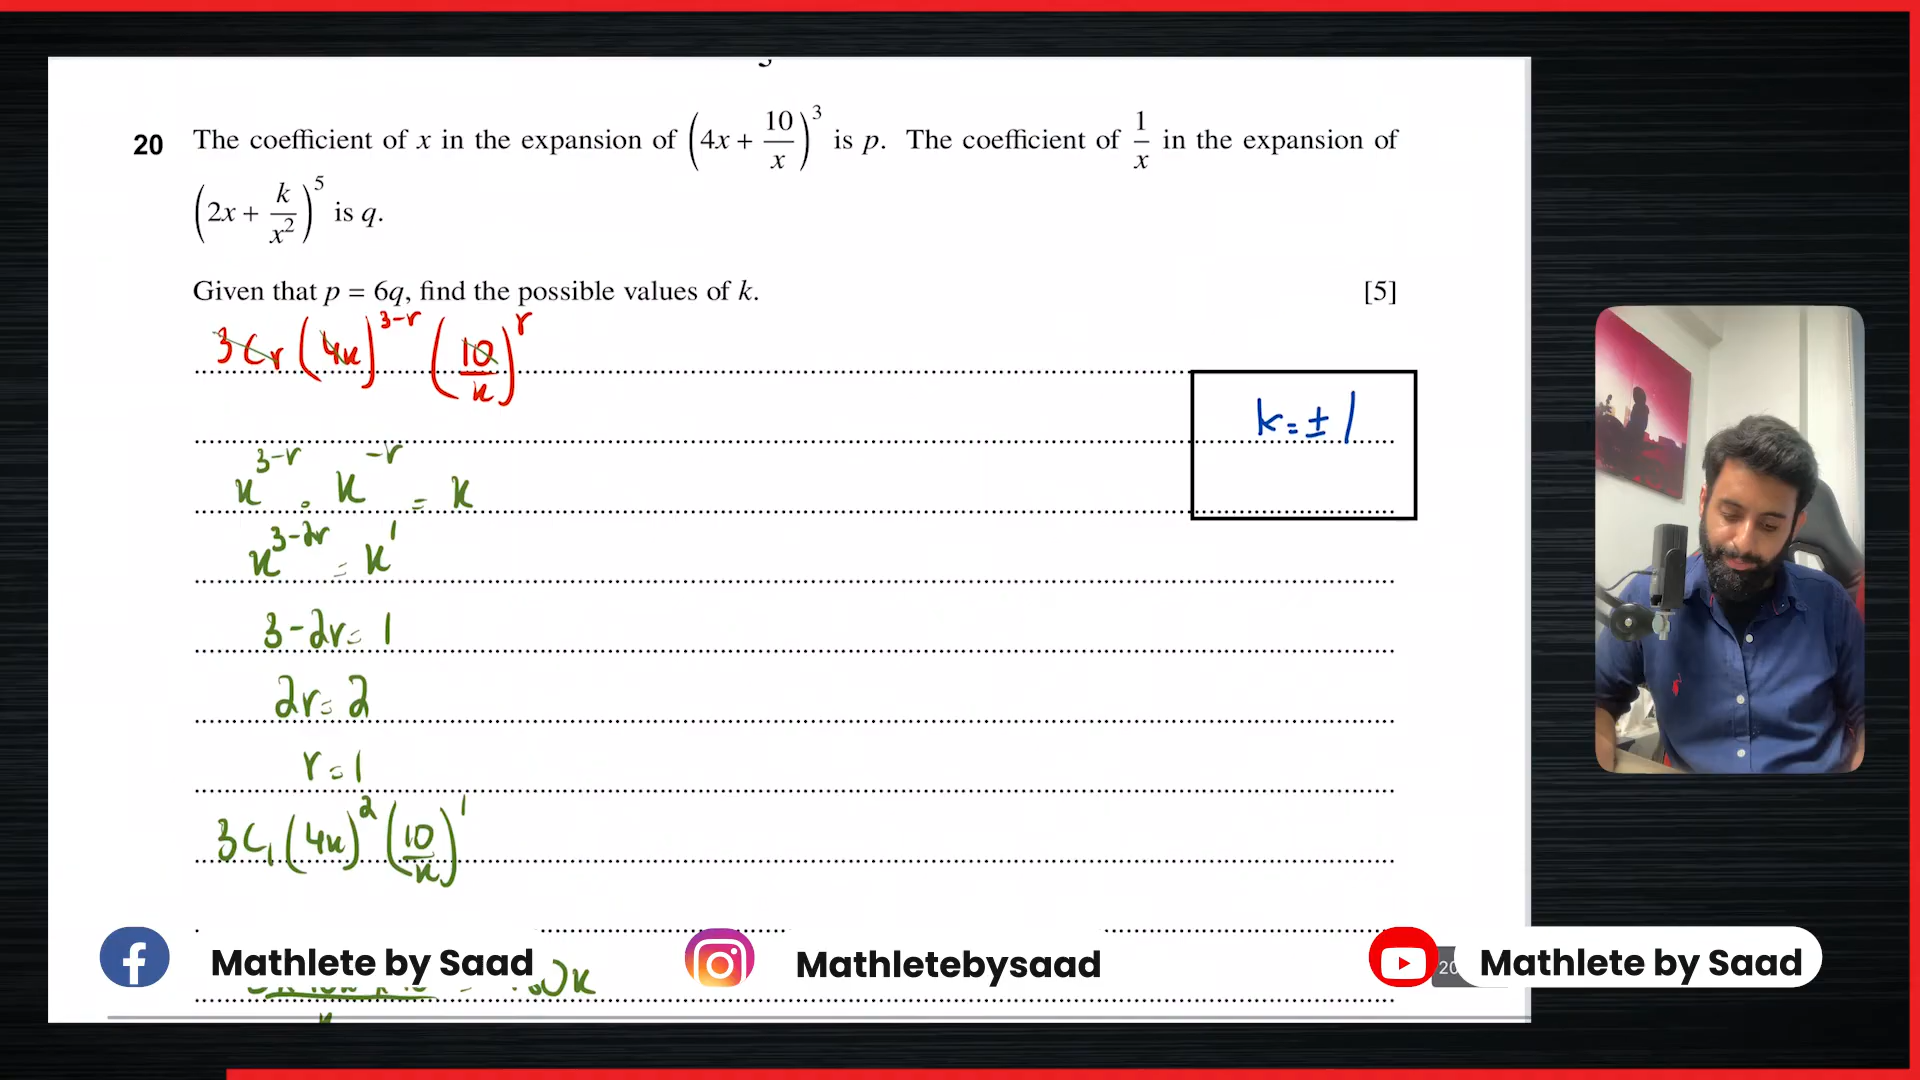 20 The coefficient of x in the expansion of (4x + 10/x)^3 is p. The coefficient of 1/x in the expansion of
(2x + k/x^2)^5 is q.
Given that p = 6q, find the possible values of k. [5]
3Cr (4x)^3-r (10/x)^r
k = ± 1
x^3-r . x^-r = x
x^3-2r = x^1
3-2r = 1
2r = 2
r = 1
3C1 (4x)^2 (10/x)^1
Mathlete by Saad Mathletebysaad Mathlete by Saad